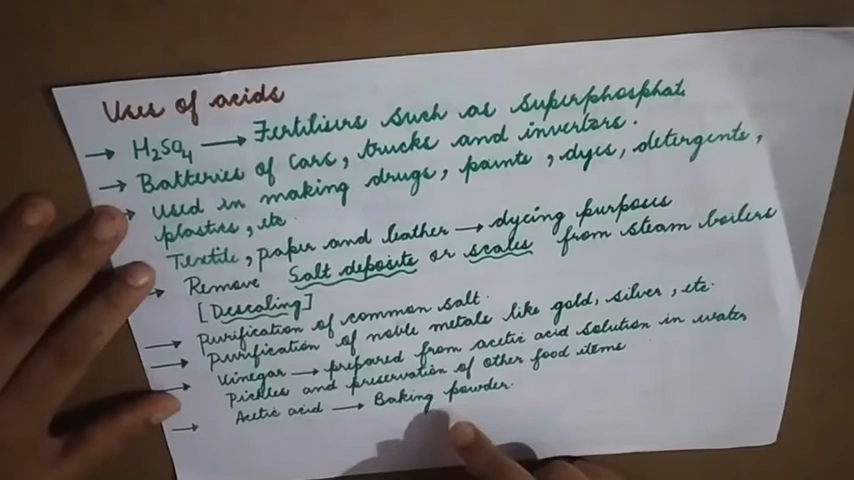 Uses of acids
→ H₂SO₄ → Fertilisers such as superphosphate
→ Batteries of cars, trucks and invertors.
→ Used in making drugs, paints, dyes, detergents,
plastics, etc.
Textile, paper and leather → dyeing purposes
→ Remove salt deposits or scales from steam boilers
[Descaling]
→ Purification of common salt.
→ Purification of noble metals like gold, silver, etc.
→ Vinegar → prepared from acetic acid solution in water
Pickles and preservation of other food items
→ Acetic acid → Baking powder.